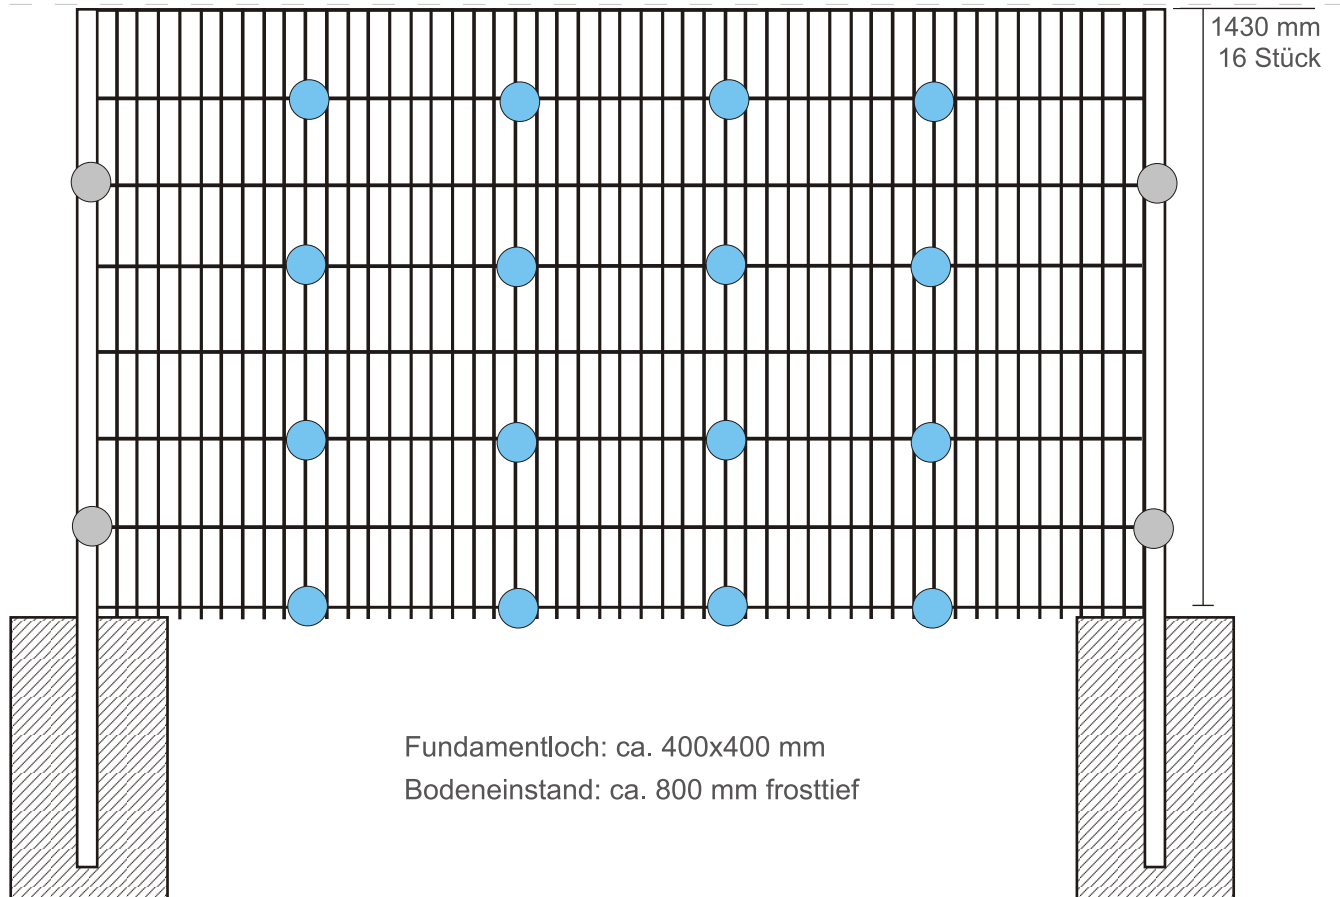 1430 mm
16 Stück
Fundamentloch: ca. 400x400 mm
Bodeneinstand: ca. 800 mm frosttief